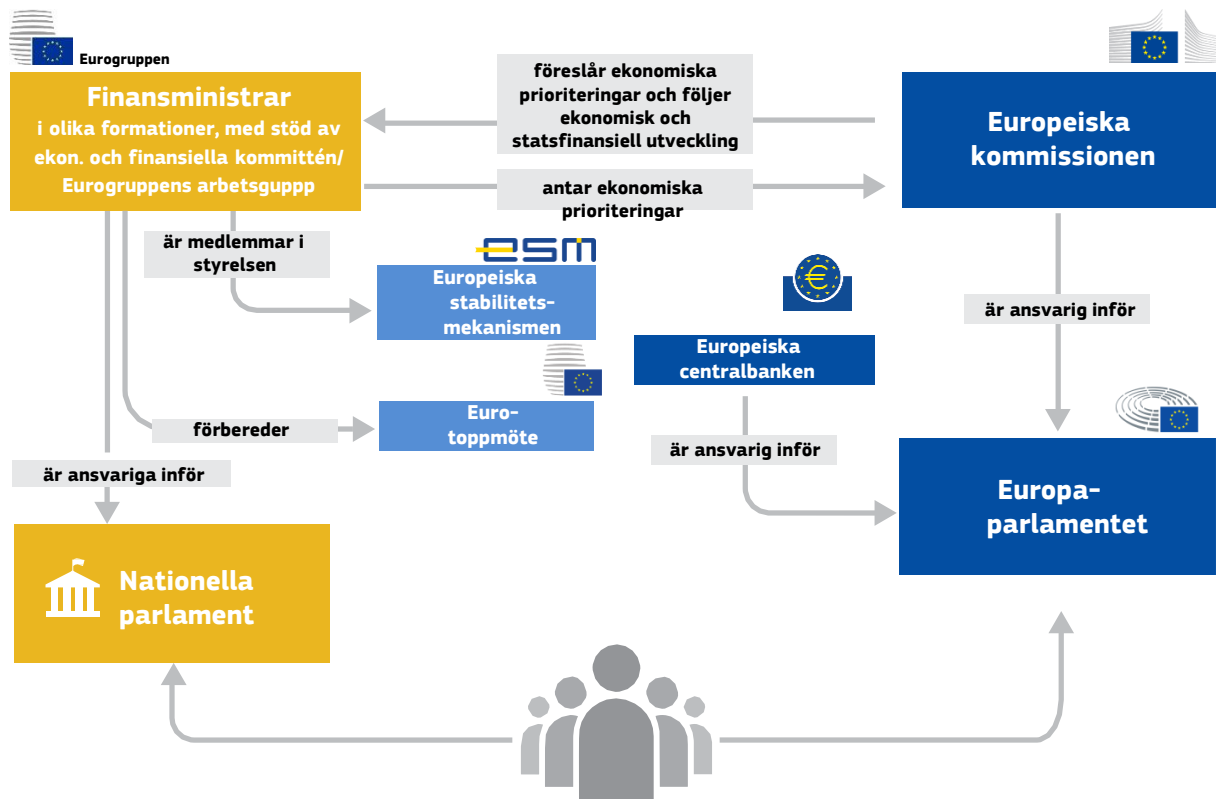 Eurogruppen
Finansministrar
i olika formationer, med stöd av
ekon. och finansiella kommittén/
Eurogruppens arbetsguppp
föreslår ekonomiska
prioriteringar och följer
ekonomisk och
statsfinansiell utveckling
Europeiska
kommissionen
antar ekonomiska
prioriteringar
är medlemmar i
styrelsen
esm
Europeiska
stabilitets-
mekanismen
€
är ansvarig inför
Europeiska
centralbanken
Euro-
toppmöte
förbereder
är ansvarig inför
är ansvariga inför
Europa-
parlamentet
Nationella
parlament